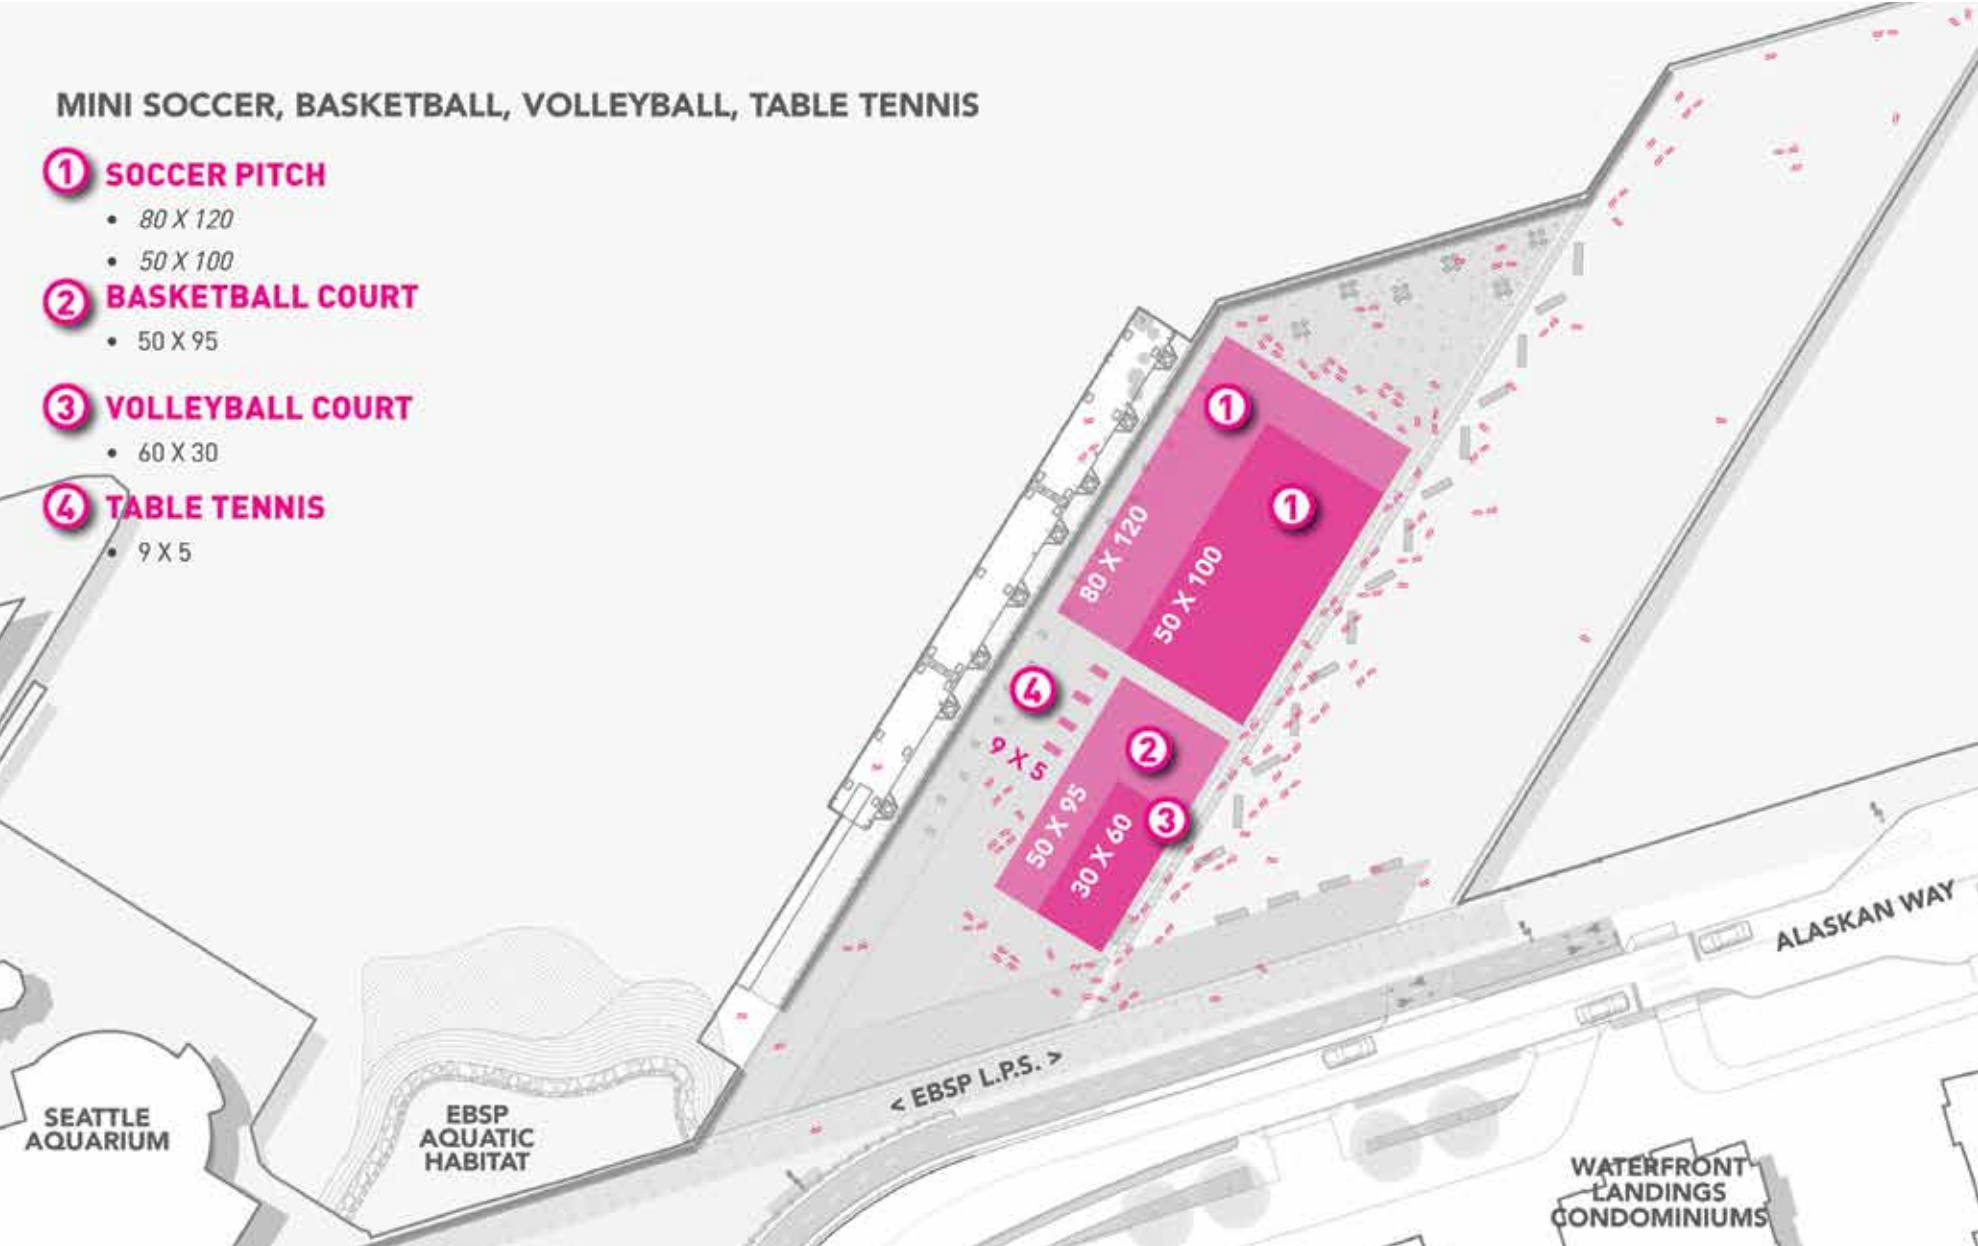 MINI SOCCER, BASKETBALL, VOLLEYBALL, TABLE TENNIS
1 SOCCER PITCH
• 80 X 120
• 50 X 100
2 BASKETBALL COURT
• 50 X 95
3 VOLLEYBALL COURT
• 60 X 30
4 TABLE TENNIS
• 9 X 5
1
1
80 X 120
50 X 100
4
9 X 5
2
3
50 X 95
30 X 60
ALASKAN WAY
< EBSP L.P.S. >
SEATTLE
AQUARIUM
EBSP
AQUATIC
HABITAT
WATERFRONT
LANDINGS
CONDOMINIUMS